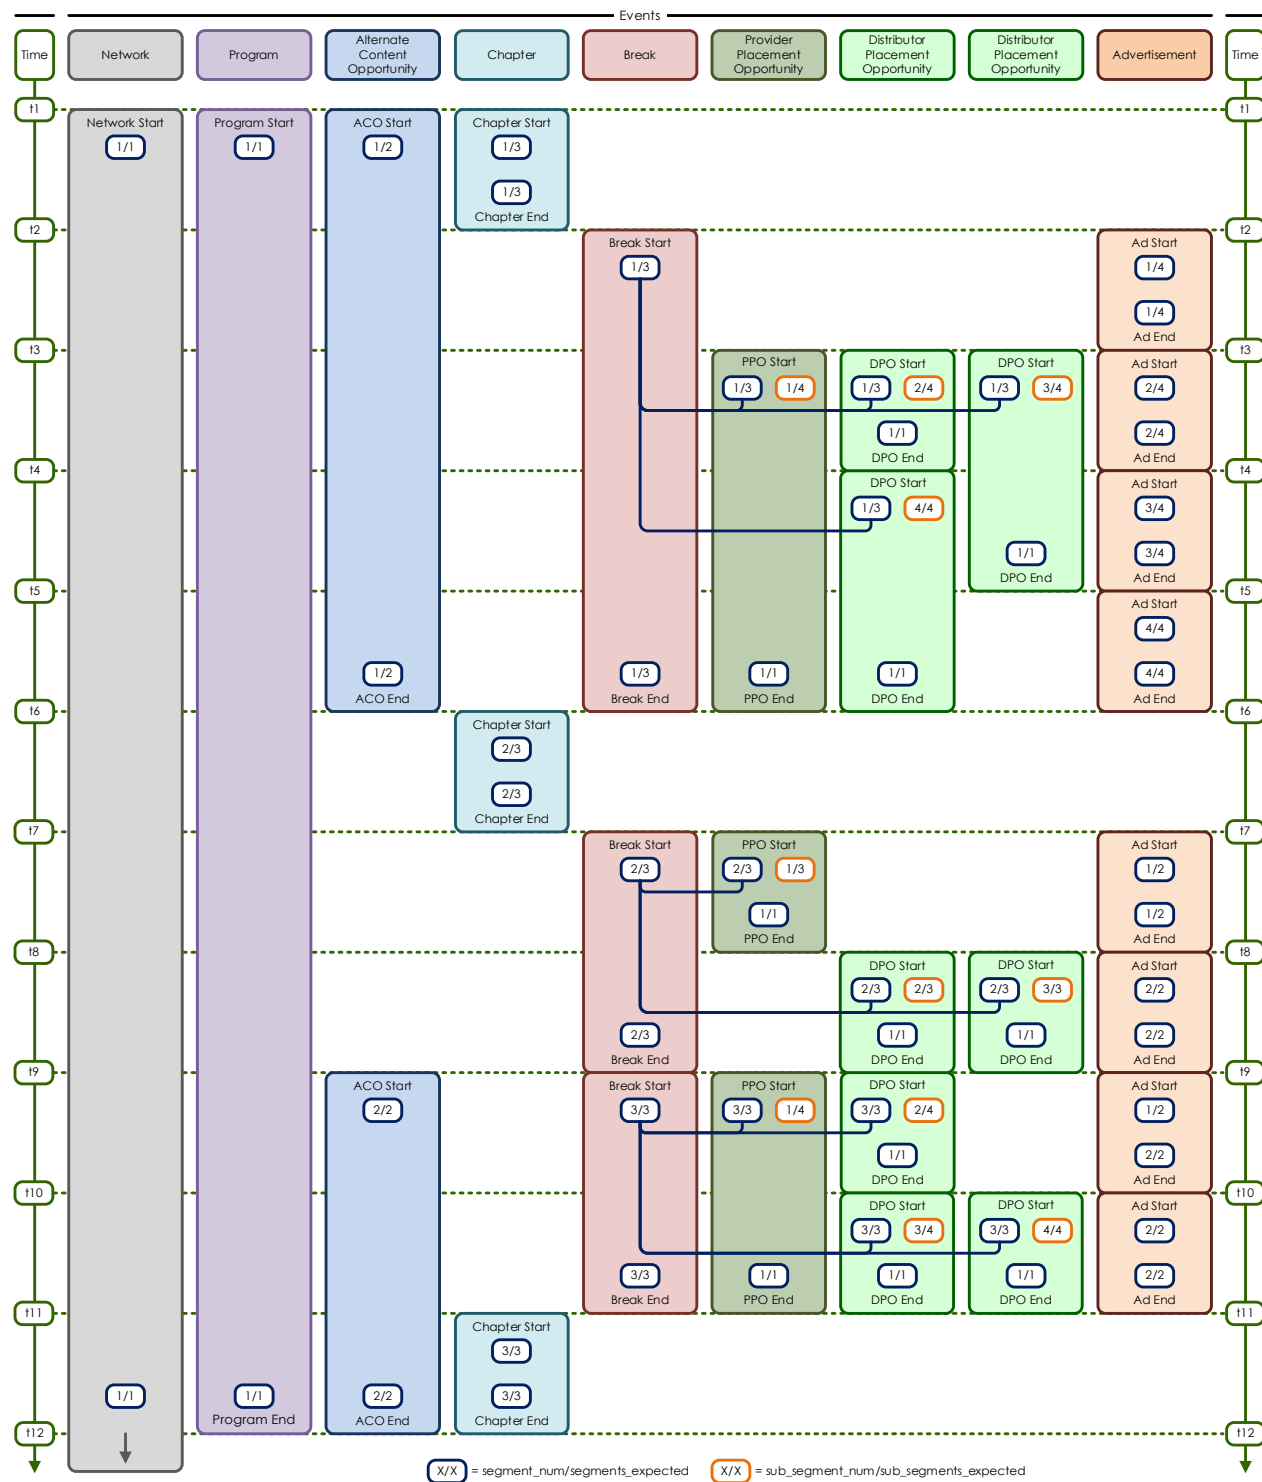 Events
Time
Network
Program
Alternate
Content
Opportunity
Chapter
Break
Provider
Placement
Opportunity
Distributor
Placement
Opportunity
Distributor
Placement
Opportunity
Advertisement
Time
t1
t1
Network Start
Program Start
ACO Start
Chapter Start
1/1
1/1
1/2
1/3
1/3
Chapter End
t2
t2
Break Start
Ad Start
1/3
1/4
1/4
Ad End
t3
t3
PPO Start
DPO Start
DPO Start
Ad Start
1/3 1/4
1/3 2/4
1/3 3/4
2/4
1/1
2/4
DPO End
Ad End
t4
t4
DPO Start
Ad Start
1/3 4/4
3/4
1/1
3/4
DPO End
Ad End
t5
t5
Ad Start
4/4
1/2
1/3
1/1
1/1
4/4
ACO End
Break End
PPO End
DPO End
Ad End
t6
t6
Chapter Start
2/3
2/3
Chapter End
t7
t7
Break Start
PPO Start
Ad Start
2/3
2/3 1/3
1/2
1/1
1/2
PPO End
Ad End
t8
t8
DPO Start
DPO Start
Ad Start
2/3 2/3
2/3 3/3
2/2
2/3
1/1
1/1
2/2
Break End
DPO End
DPO End
Ad End
t9
t9
ACO Start
Break Start
PPO Start
DPO Start
Ad Start
2/2
3/3
3/3 1/4
3/3 2/4
1/2
1/1
2/2
DPO End
Ad End
t10
t10
DPO Start
DPO Start
Ad Start
3/3 3/4
3/3 4/4
2/2
3/3
1/1
1/1
1/1
2/2
Break End
PPO End
DPO End
DPO End
Ad End
t11
t11
Chapter Start
3/3
1/1
1/1
2/2
3/3
Program End
ACO End
Chapter End
t12
t12
X/X = segment_num/segments_expected
X/X = sub_segment_num/sub_segments_expected